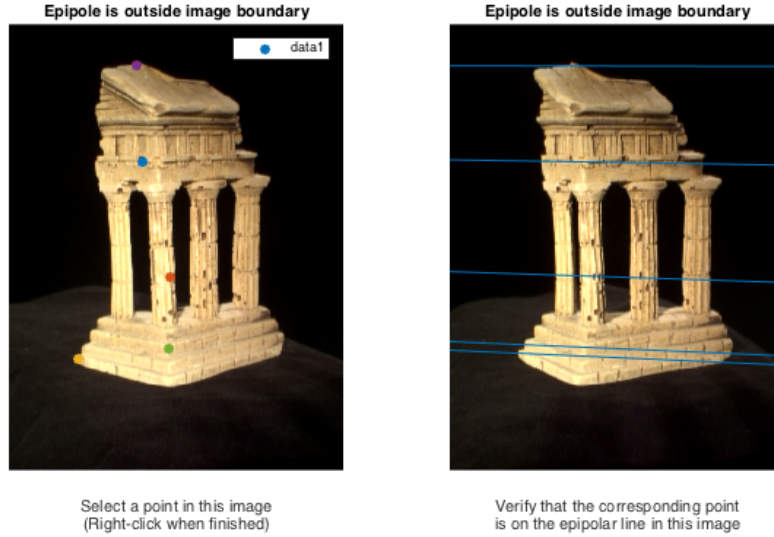 Epipole is outside image boundary
data1
Select a point in this image
(Right-click when finished)
Epipole is outside image boundary
Verify that the corresponding point
is on the epipolar line in this image